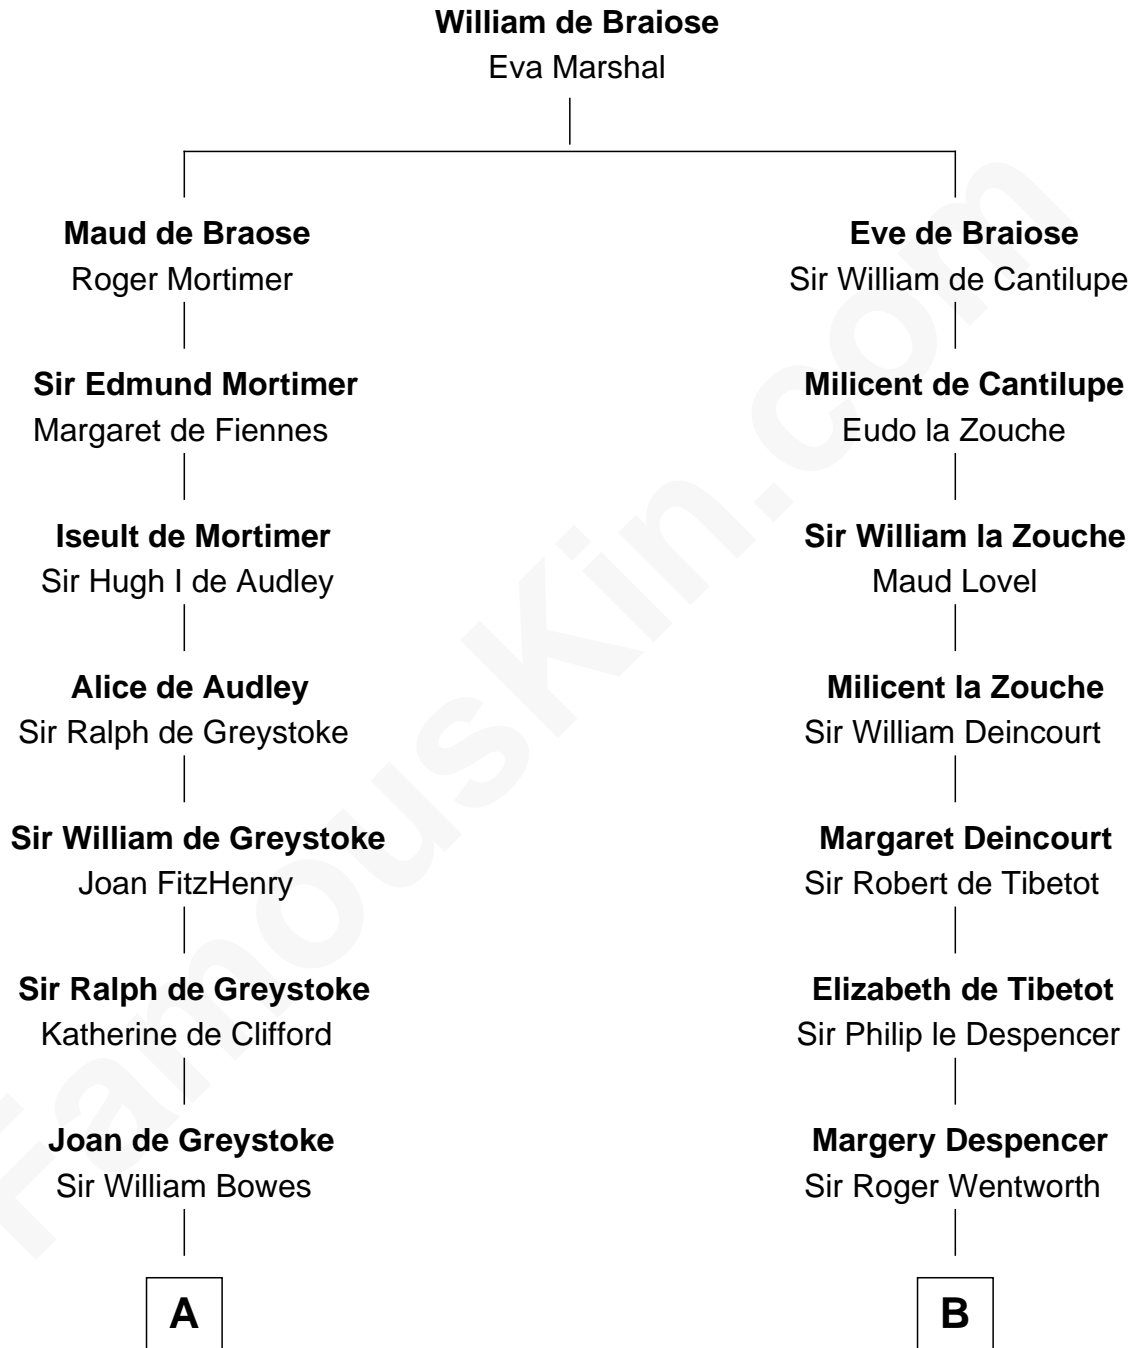 William de Braiose
Eva Marshal
Maud de Braose
Roger Mortimer
Eve de Braiose
Sir William de Cantilupe
Sir Edmund Mortimer
Margaret de Fiennes
Milicent de Cantilupe
Eudo la Zouche
Iseult de Mortimer
Sir Hugh I de Audley
Sir William la Zouche
Maud Lovel
Alice de Audley
Sir Ralph de Greystoke
Milicent la Zouche
Sir William Deincourt
Sir William de Greystoke
Joan FitzHenry
Margaret Deincourt
Sir Robert de Tibetot
Sir Ralph de Greystoke
Katherine de Clifford
Elizabeth de Tibetot
Sir Philip le Despencer
Joan de Greystoke
Sir William Bowes
Margery Despencer
Sir Roger Wentworth
A
B
FamousKin.com